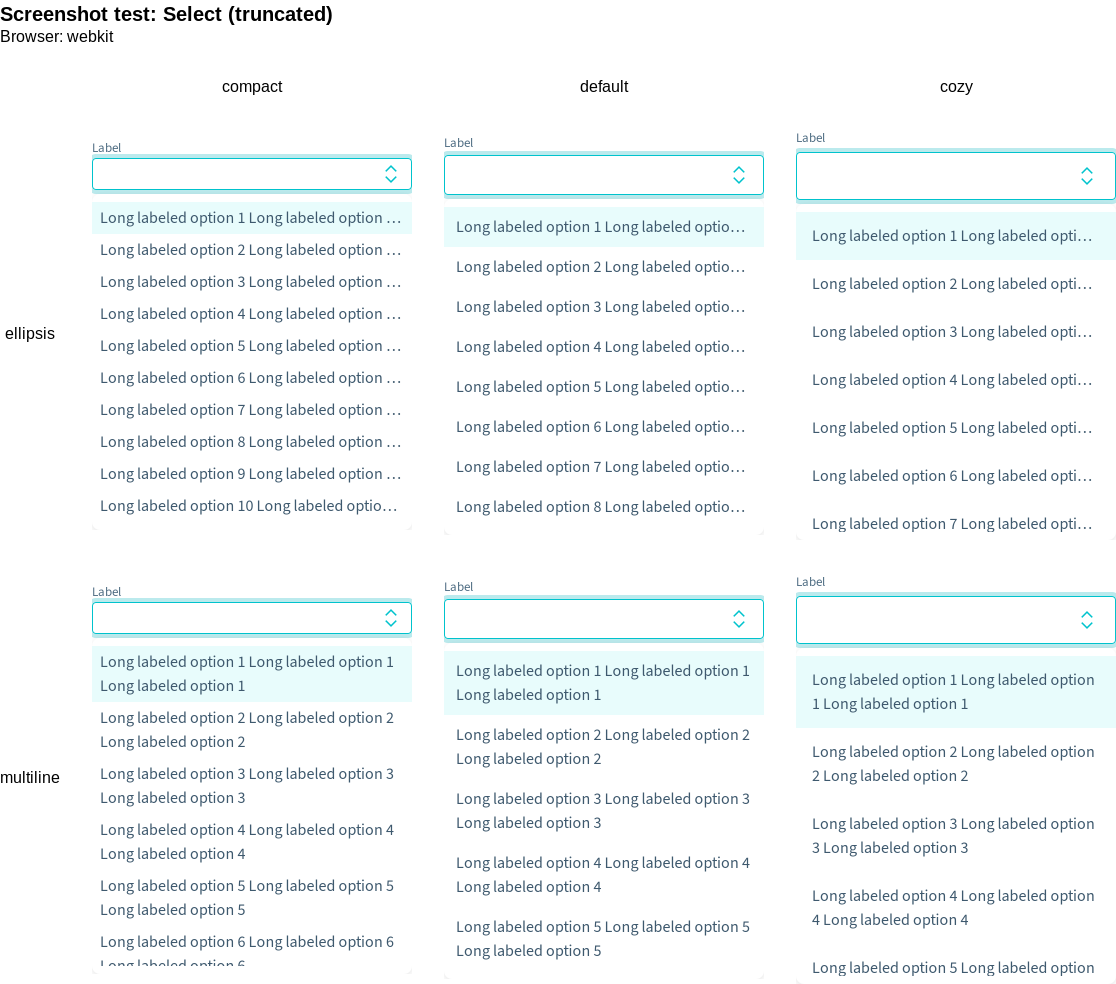 Screenshot test: Select (truncated)
Browser: webkit
compact
default
cozy
ellipsis
Label
Long labeled option 1 Long labeled option …
Long labeled option 2 Long labeled option …
Long labeled option 3 Long labeled option …
Long labeled option 4 Long labeled option …
Long labeled option 5 Long labeled option …
Long labeled option 6 Long labeled option …
Long labeled option 7 Long labeled option …
Long labeled option 8 Long labeled option …
Long labeled option 9 Long labeled option …
Long labeled option 10 Long labeled optio…
Label
Long labeled option 1 Long labeled optio…
Long labeled option 2 Long labeled optio…
Long labeled option 3 Long labeled optio…
Long labeled option 4 Long labeled optio…
Long labeled option 5 Long labeled optio…
Long labeled option 6 Long labeled optio…
Long labeled option 7 Long labeled optio…
Long labeled option 8 Long labeled optio…
Label
Long labeled option 1 Long labeled opti…
Long labeled option 2 Long labeled opti…
Long labeled option 3 Long labeled opti…
Long labeled option 4 Long labeled opti…
Long labeled option 5 Long labeled opti…
Long labeled option 6 Long labeled opti…
Long labeled option 7 Long labeled opti…
multiline
Label
Long labeled option 1 Long labeled option 1
Long labeled option 1
Long labeled option 2 Long labeled option 2
Long labeled option 2
Long labeled option 3 Long labeled option 3
Long labeled option 3
Long labeled option 4 Long labeled option 4
Long labeled option 4
Long labeled option 5 Long labeled option 5
Long labeled option 5
Long labeled option 6 Long labeled option 6
Long labeled option 6
Label
Long labeled option 1 Long labeled option 1
Long labeled option 1
Long labeled option 2 Long labeled option 2
Long labeled option 2
Long labeled option 3 Long labeled option 3
Long labeled option 3
Long labeled option 4 Long labeled option 4
Long labeled option 4
Long labeled option 5 Long labeled option 5
Long labeled option 5
Label
Long labeled option 1 Long labeled option
1 Long labeled option 1
Long labeled option 2 Long labeled option
2 Long labeled option 2
Long labeled option 3 Long labeled option
3 Long labeled option 3
Long labeled option 4 Long labeled option
4 Long labeled option 4
Long labeled option 5 Long labeled option